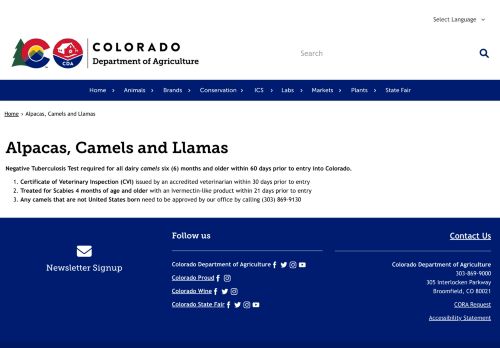 Select Language
CDA
COLORADO
Department of Agriculture
Search
Home
Animals
Brands
Conservation
ICS
Labs
Markets
Plants
State Fair
Home > Alpacas, Camels and Llamas
Alpacas, Camels and Llamas
Negative Tuberculosis Test required for all dairy camels six (6) months and older within 60 days prior to entry into Colorado.
1. Certificate of Veterinary Inspection (CVI) issued by an accredited veterinarian within 30 days prior to entry
2. Treated for Scabies 4 months of age and older with an ivermectin-like product within 21 days prior to entry
3. Any camels that are not United States born need to be approved by our office by calling (303) 869-9130
Newsletter Signup
Follow us
Colorado Department of Agriculture
Colorado Proud
Colorado Wine
Colorado State Fair
Contact Us
Colorado Department of Agriculture
303-869-9000
305 Interlocken Parkway
Broomfield, CO 80021
CORA Request
Accessibility Statement